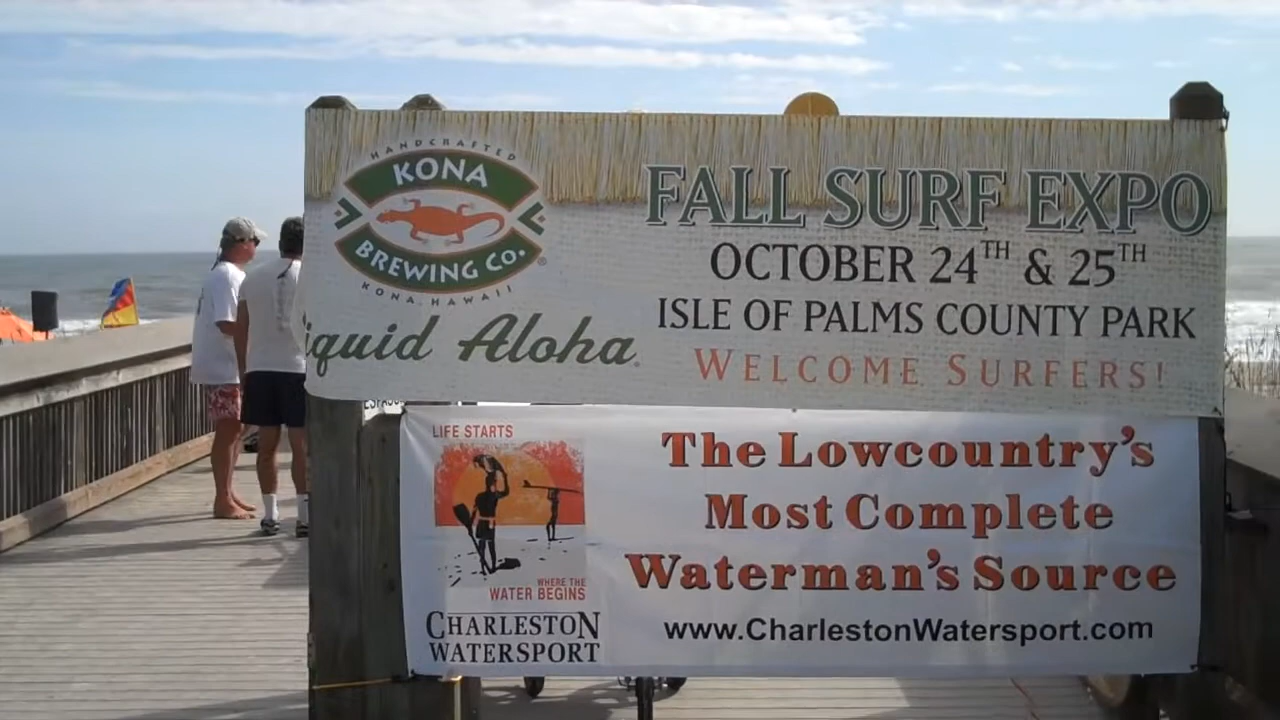 HANDCRAFTED
KONA
BREWING CO.®
KONA, HAWAII
iquid Aloha
FALL SURF EXPO
OCTOBER 24TH & 25TH
ISLE OF PALMS COUNTY PARK
WELCOME SURFERS!
LIFE STARTS
WHERE THE
WATER BEGINS
CHARLESTON
WATERSPORT
The Lowcountry's
Most Complete
Waterman's Source
www.CharlestonWatersport.com